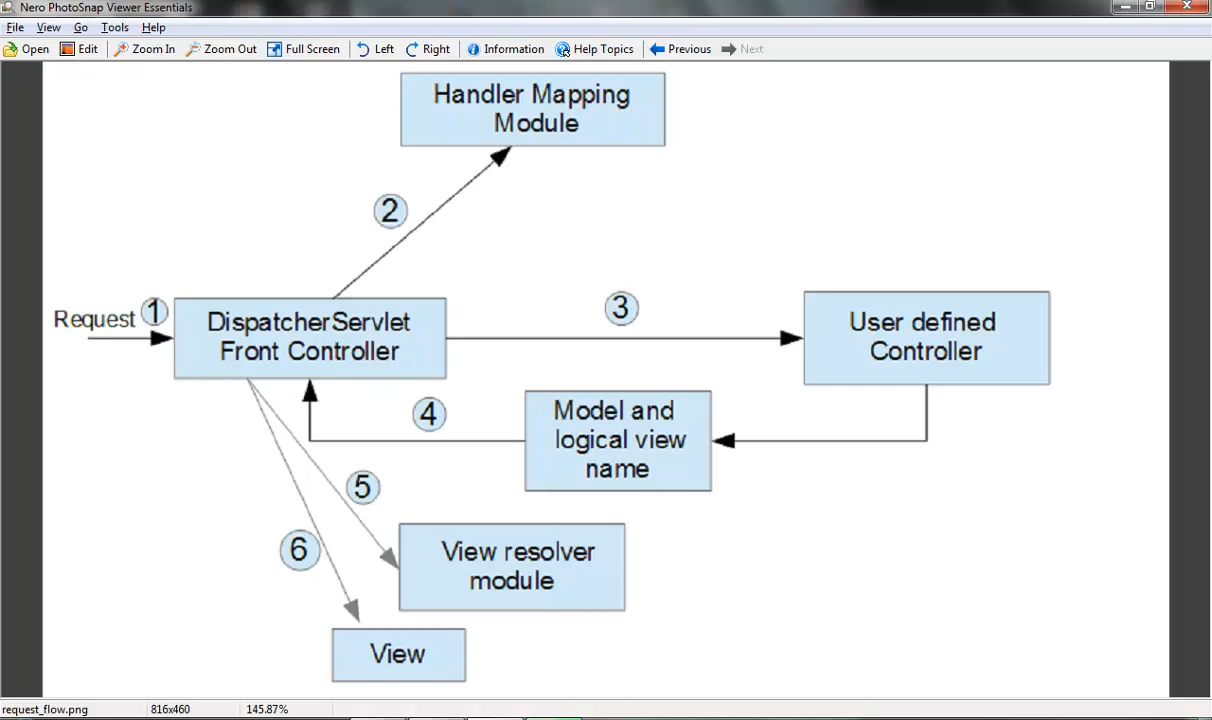 Nero PhotoSnap Viewer Essentials
File View Go Tools Help
Open Edit Zoom In Zoom Out Full Screen Left Right Information Help Topics Previous Next
Handler Mapping
Module
2
Request 1
DispatcherServlet
Front Controller
3
User defined
Controller
4
Model and
logical view
name
5
6
View resolver
module
View
request_flow.png 816x460 145.87%